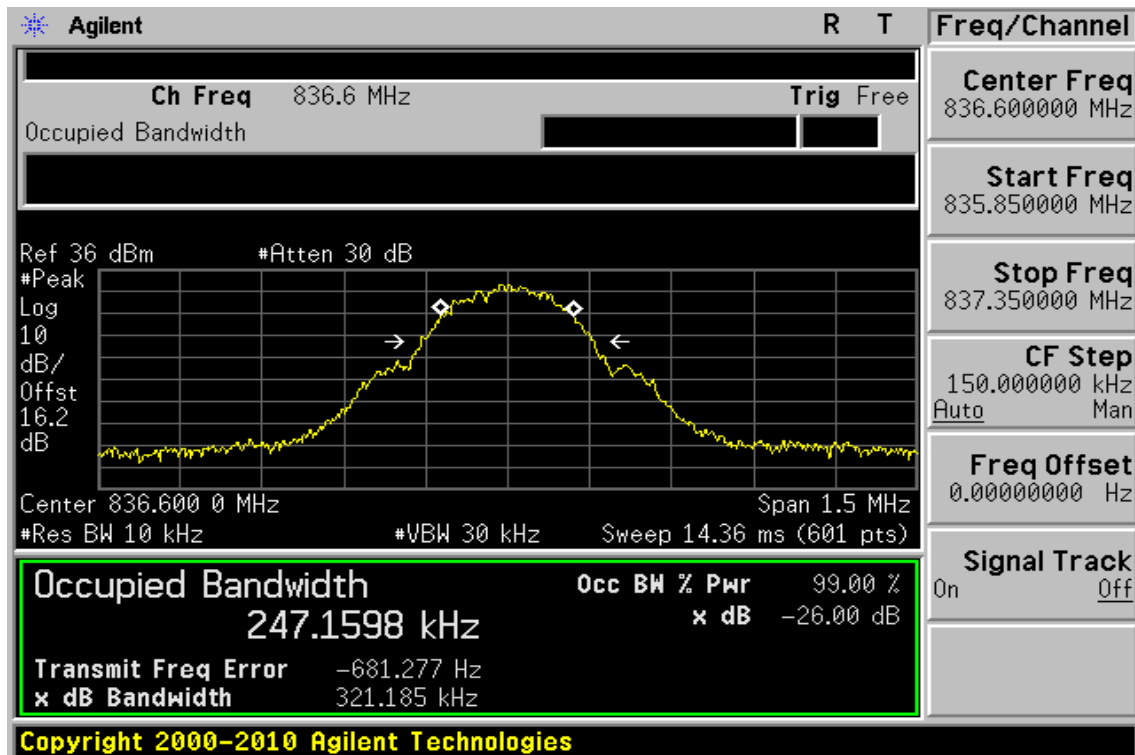 Agilent R T
Ch Freq 836.6 MHz Trig Free
Occupied Bandwidth
Ref 36 dBm #Atten 30 dB
#Peak
Log
10
dB/
Offst
16.2
dB
Center 836.600 0 MHz Span 1.5 MHz
#Res BW 10 kHz #VBW 30 kHz Sweep 14.36 ms (601 pts)
Occupied Bandwidth
247.1598 kHz
Occ BW % Pwr 99.00 %
x dB -26.00 dB
Transmit Freq Error -681.277 Hz
x dB Bandwidth 321.185 kHz
Copyright 2000-2010 Agilent Technologies
Freq/Channel
Center Freq
836.600000 MHz
Start Freq
835.850000 MHz
Stop Freq
837.350000 MHz
CF Step
150.000000 kHz
Auto Man
Freq Offset
0.00000000 Hz
Signal Track
On Off